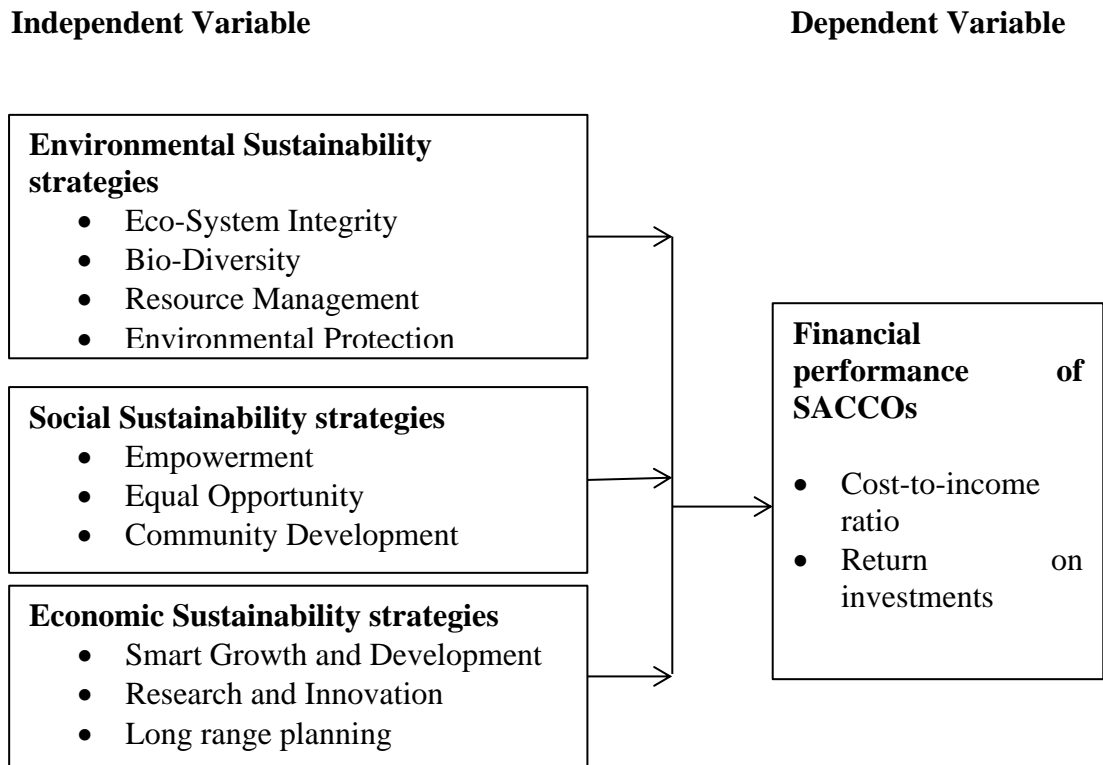 Independent Variable
Dependent Variable
Environmental Sustainability
strategies
• Eco-System Integrity
• Bio-Diversity
• Resource Management
• Environmental Protection
Social Sustainability strategies
• Empowerment
• Equal Opportunity
• Community Development
Economic Sustainability strategies
• Smart Growth and Development
• Research and Innovation
• Long range planning
Financial
performance of
SACCOs
• Cost-to-income
ratio
• Return on
investments